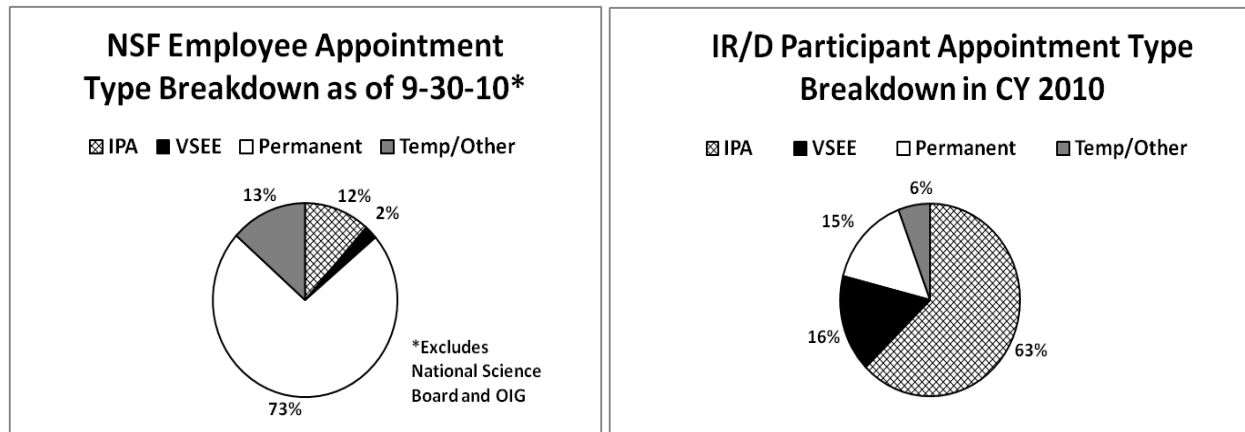 NSF Employee Appointment
Type Breakdown as of 9-30-10*
IPA VSEE Permanent Temp/Other
13%
12%
2%
73%
*Excludes
National Science
Board and OIG
IR/D Participant Appointment Type
Breakdown in CY 2010
IPA VSEE Permanent Temp/Other
6%
15%
16%
63%